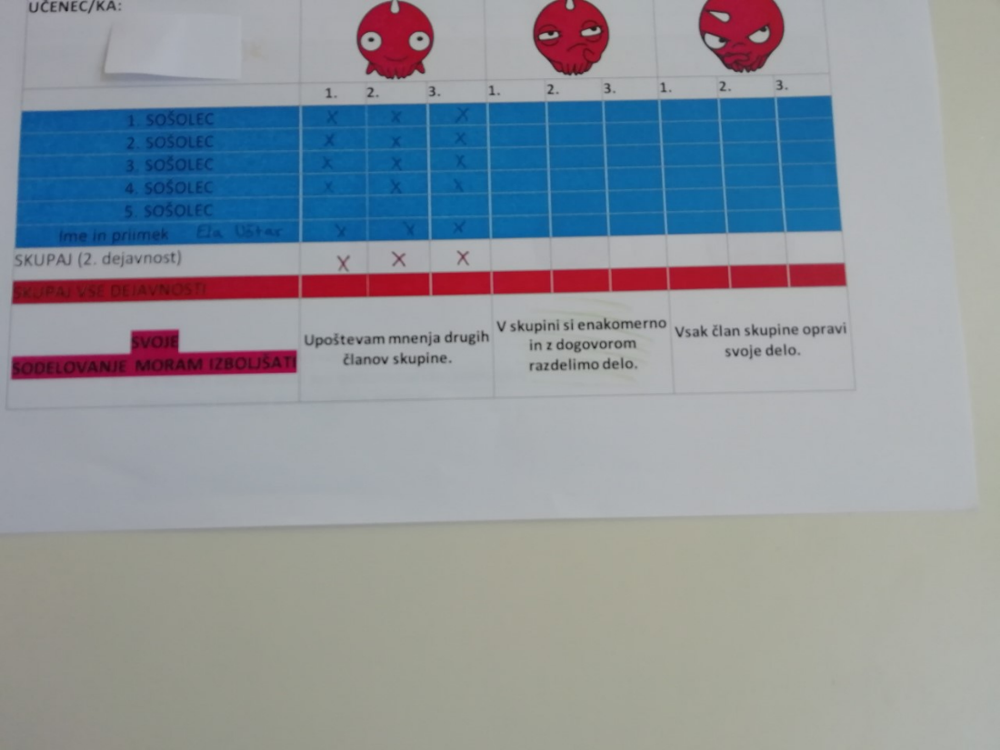 UČENEC/KA:
1. 2. 3. 1. 2. 3. 1. 2. 3.
1. SOŠOLEC X X X
2. SOŠOLEC X X X
3. SOŠOLEC X X X
4. SOŠOLEC X X X
5. SOŠOLEC
Ime in priimek Ela X X X
SKUPAJ (2. dejavnost) X X X
SKUPAJ VSE DEJAVNOSTI
SVOJE
SODELOVANJE MORAM IZBOLJŠATI
Upoštevam mnenja drugih
članov skupine.
V skupini si enakomerno
in z dogovorom
razdelimo delo.
Vsak član skupine opravi
svoje delo.